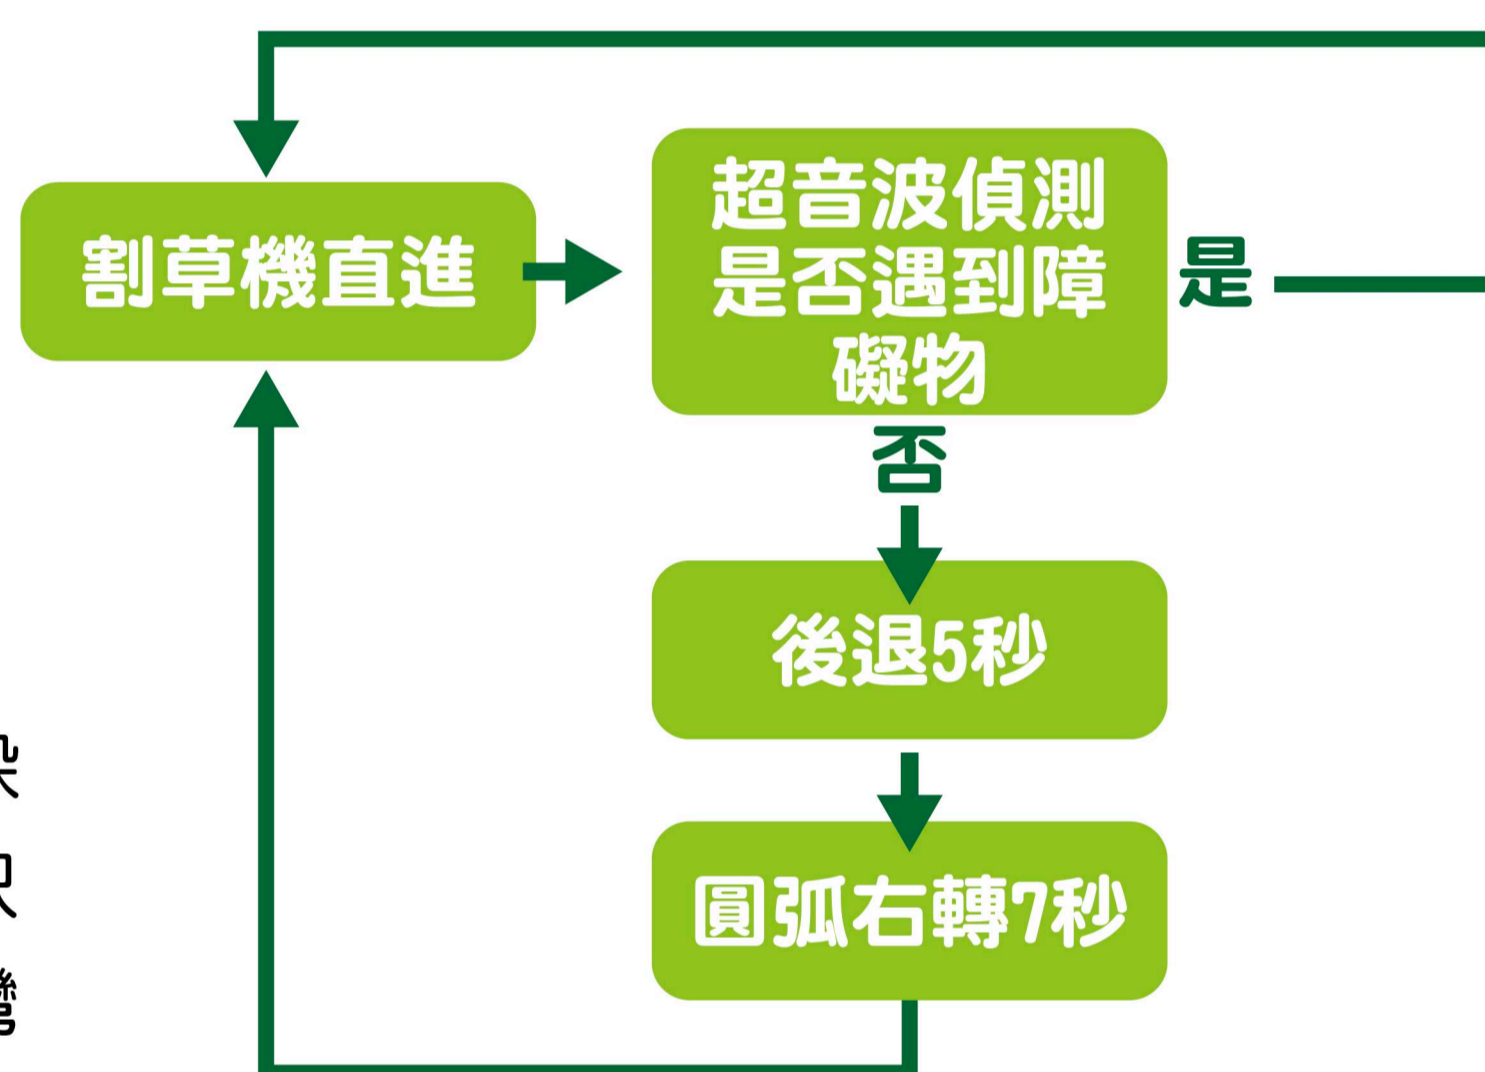 割草機直進
超音波偵測
是否遇到障
礙物
是
否
後退5秒
圓弧右轉7秒